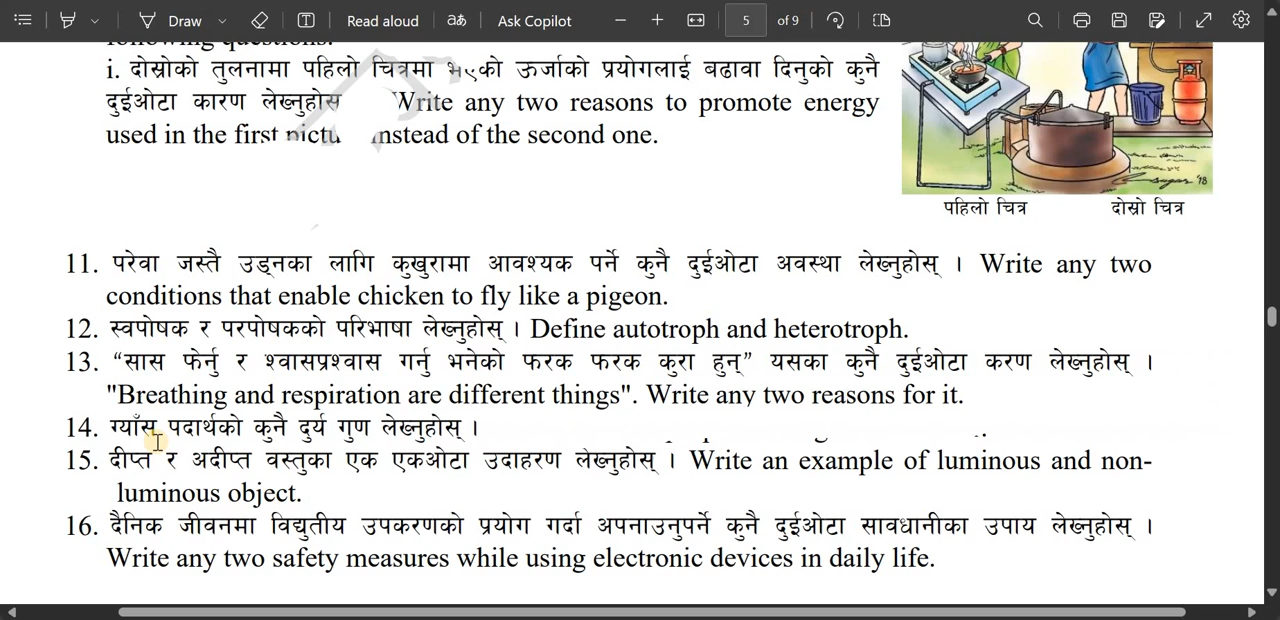 Draw
Read aloud
aあ
Ask Copilot
5
of 9
following questions.
i. दोस्रोको तुलनामा पहिलो चित्रमा को ऊर्जाको प्रयोगलाई बढावा दिनुको कुनै
दुईओटा कारण लेख्नुहोस Write any two reasons to promote energy
used in the first instead of the second one.
पहिलो चित्र दोस्रो चित्र
11. परेवा जस्तै उड्नका लागि कुखुरामा आवश्यक पर्ने कुनै दुईओटा अवस्था लेख्नुहोस् । Write any two
conditions that enable chicken to fly like a pigeon.
12. स्वपोषक र परपोषकको परिभाषा लेख्नुहोस् । Define autotroph and heterotroph.
13. “सास फेर्नु र श्वासप्रश्वास गर्नु भनेको फरक फरक कुरा हुन्” यसका कुनै दुईओटा करण लेख्नुहोस् ।
"Breathing and respiration are different things". Write any two reasons for it.
14. ग्याँस पदार्थको कुनै गुण लेख्नुहोस् ।
15. दीप्त र अदीप्त वस्तुका एक एकओटा उदाहरण लेख्नुहोस् । Write an example of luminous and non-
luminous object.
16. दैनिक जीवनमा विद्युतीय उपकरणको प्रयोग गर्दा अपनाउनुपर्ने कुनै दुईओटा सावधानीका उपाय लेख्नुहोस् ।
Write any two safety measures while using electronic devices in daily life.